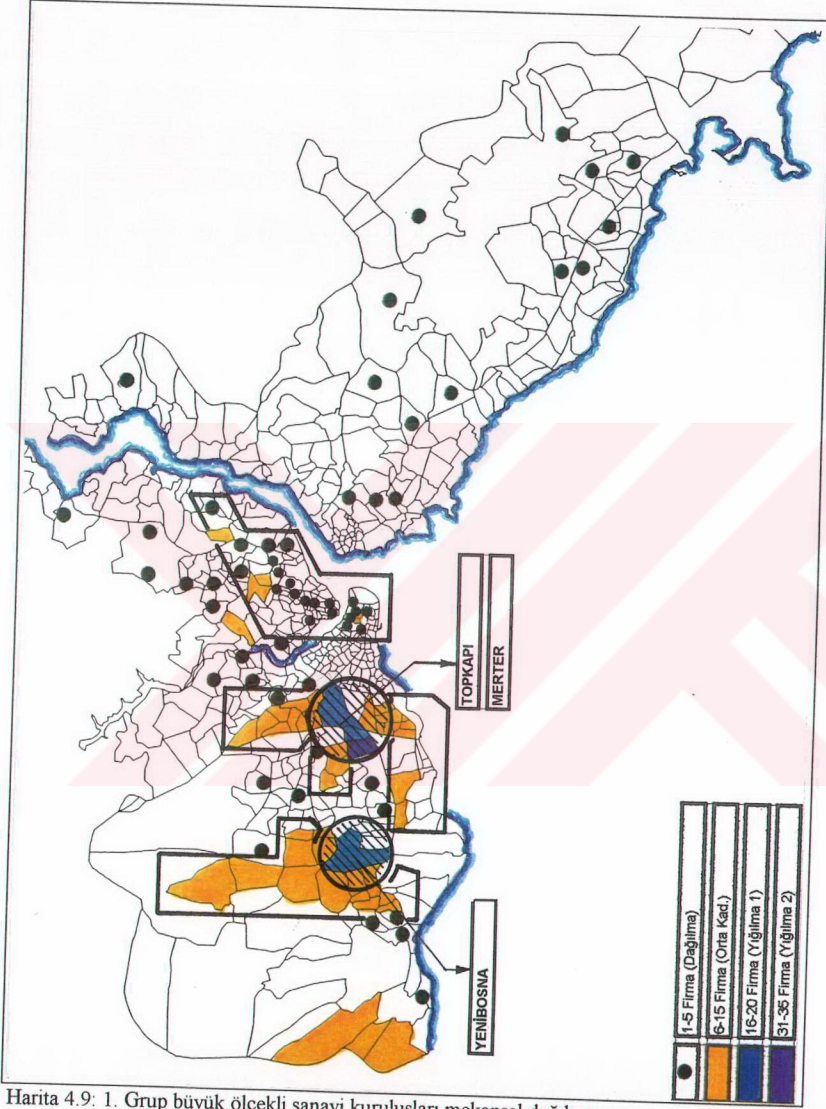 TOPKAPI
MERTER
YENİBOSNA
1-5 Firma (Dağılma)
6-15 Firma (Orta Kad.)
16-20 Firma (Yığılma 1)
31-35 Firma (Yığılma 2)
Harita 4.9: 1. Grup büyük ölçekli sanayi kuruluşları mekansal